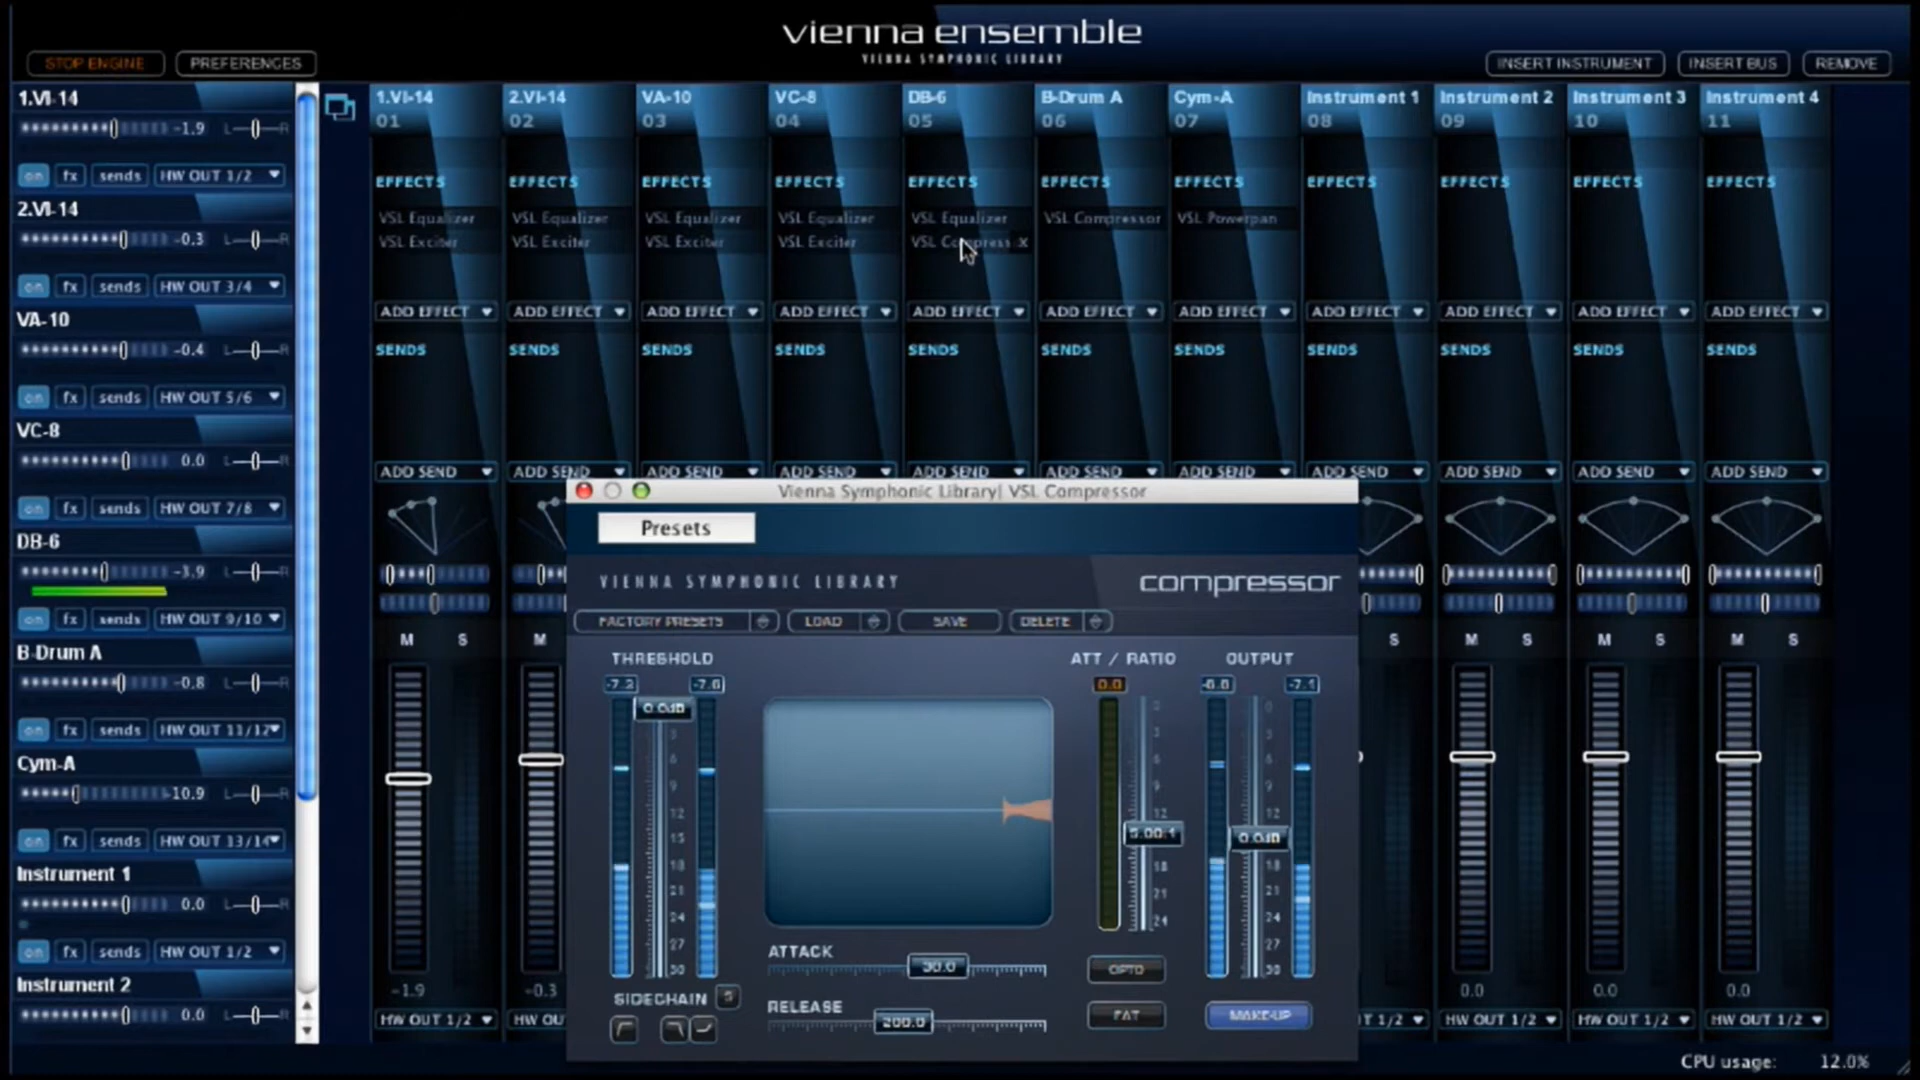 vienna ensemble
VIENNA SYMPHONIC LIBRARY
STOP ENGINE PREFERENCES INSERT INSTRUMENT INSERT BUS REMOVE
1.VI-14
-1.9 L R
on fx sends HW OUT 1/2
2.VI-14
-0.3 L R
on fx sends HW OUT 3/4
VA-10
-0.4 L R
on fx sends HW OUT 5/6
VC-8
0.0 L R
on fx sends HW OUT 7/8
DB-6
-3.9 L R
on fx sends HW OUT 9/10
B-Drum A
-0.8 L R
on fx sends HW OUT 11/12
Cym-A
-10.9 L R
on fx sends HW OUT 13/14
Instrument 1
0.0 L R
on fx sends HW OUT 1/2
Instrument 2
0.0 L R
1.VI-14 2.VI-14 VA-10 VC-8 DB-6 B-Drum A Cym-A Instrument 1 Instrument 2 Instrument 3 Instrument 4
01 02 03 04 05 06 07 08 09 10 11
EFFECTS EFFECTS EFFECTS EFFECTS EFFECTS EFFECTS EFFECTS EFFECTS EFFECTS EFFECTS EFFECTS
VSL Equalizer VSL Equalizer VSL Equalizer VSL Equalizer VSL Equalizer VSL Compressor VSL Powerpan
VSL Exciter VSL Exciter VSL Exciter VSL Exciter VSL Compress x
ADD EFFECT ADD EFFECT ADD EFFECT ADD EFFECT ADD EFFECT ADD EFFECT ADD EFFECT ADD EFFECT ADD EFFECT ADD EFFECT ADD EFFECT
SENDS SENDS SENDS SENDS SENDS SENDS SENDS SENDS SENDS SENDS SENDS
ADD SEND ADD SEND ADD SEND ADD SEND ADD SEND ADD SEND ADD SEND ADD SEND ADD SEND ADD SEND ADD SEND
M S M S M S M S M S
-1.9 -0.3 0.0 0.0 0.0
HW OUT 1/2 HW OU T 1/2 HW OUT 1/2 HW OUT 1/2 HW OUT 1/2
Vienna Symphonic Library| VSL Compressor
Presets
VIENNA SYMPHONIC LIBRARY compressor
FACTORY PRESETS LOAD SAVE DELETE
THRESHOLD ATT / RATIO OUTPUT
0.0 
0.0dB
5.00:1 0.0dB
ATTACK
30.0
OPTO
SIDECHAIN
RELEASE
200.0
FAT MAKE-UP
CPU usage: 12.0%